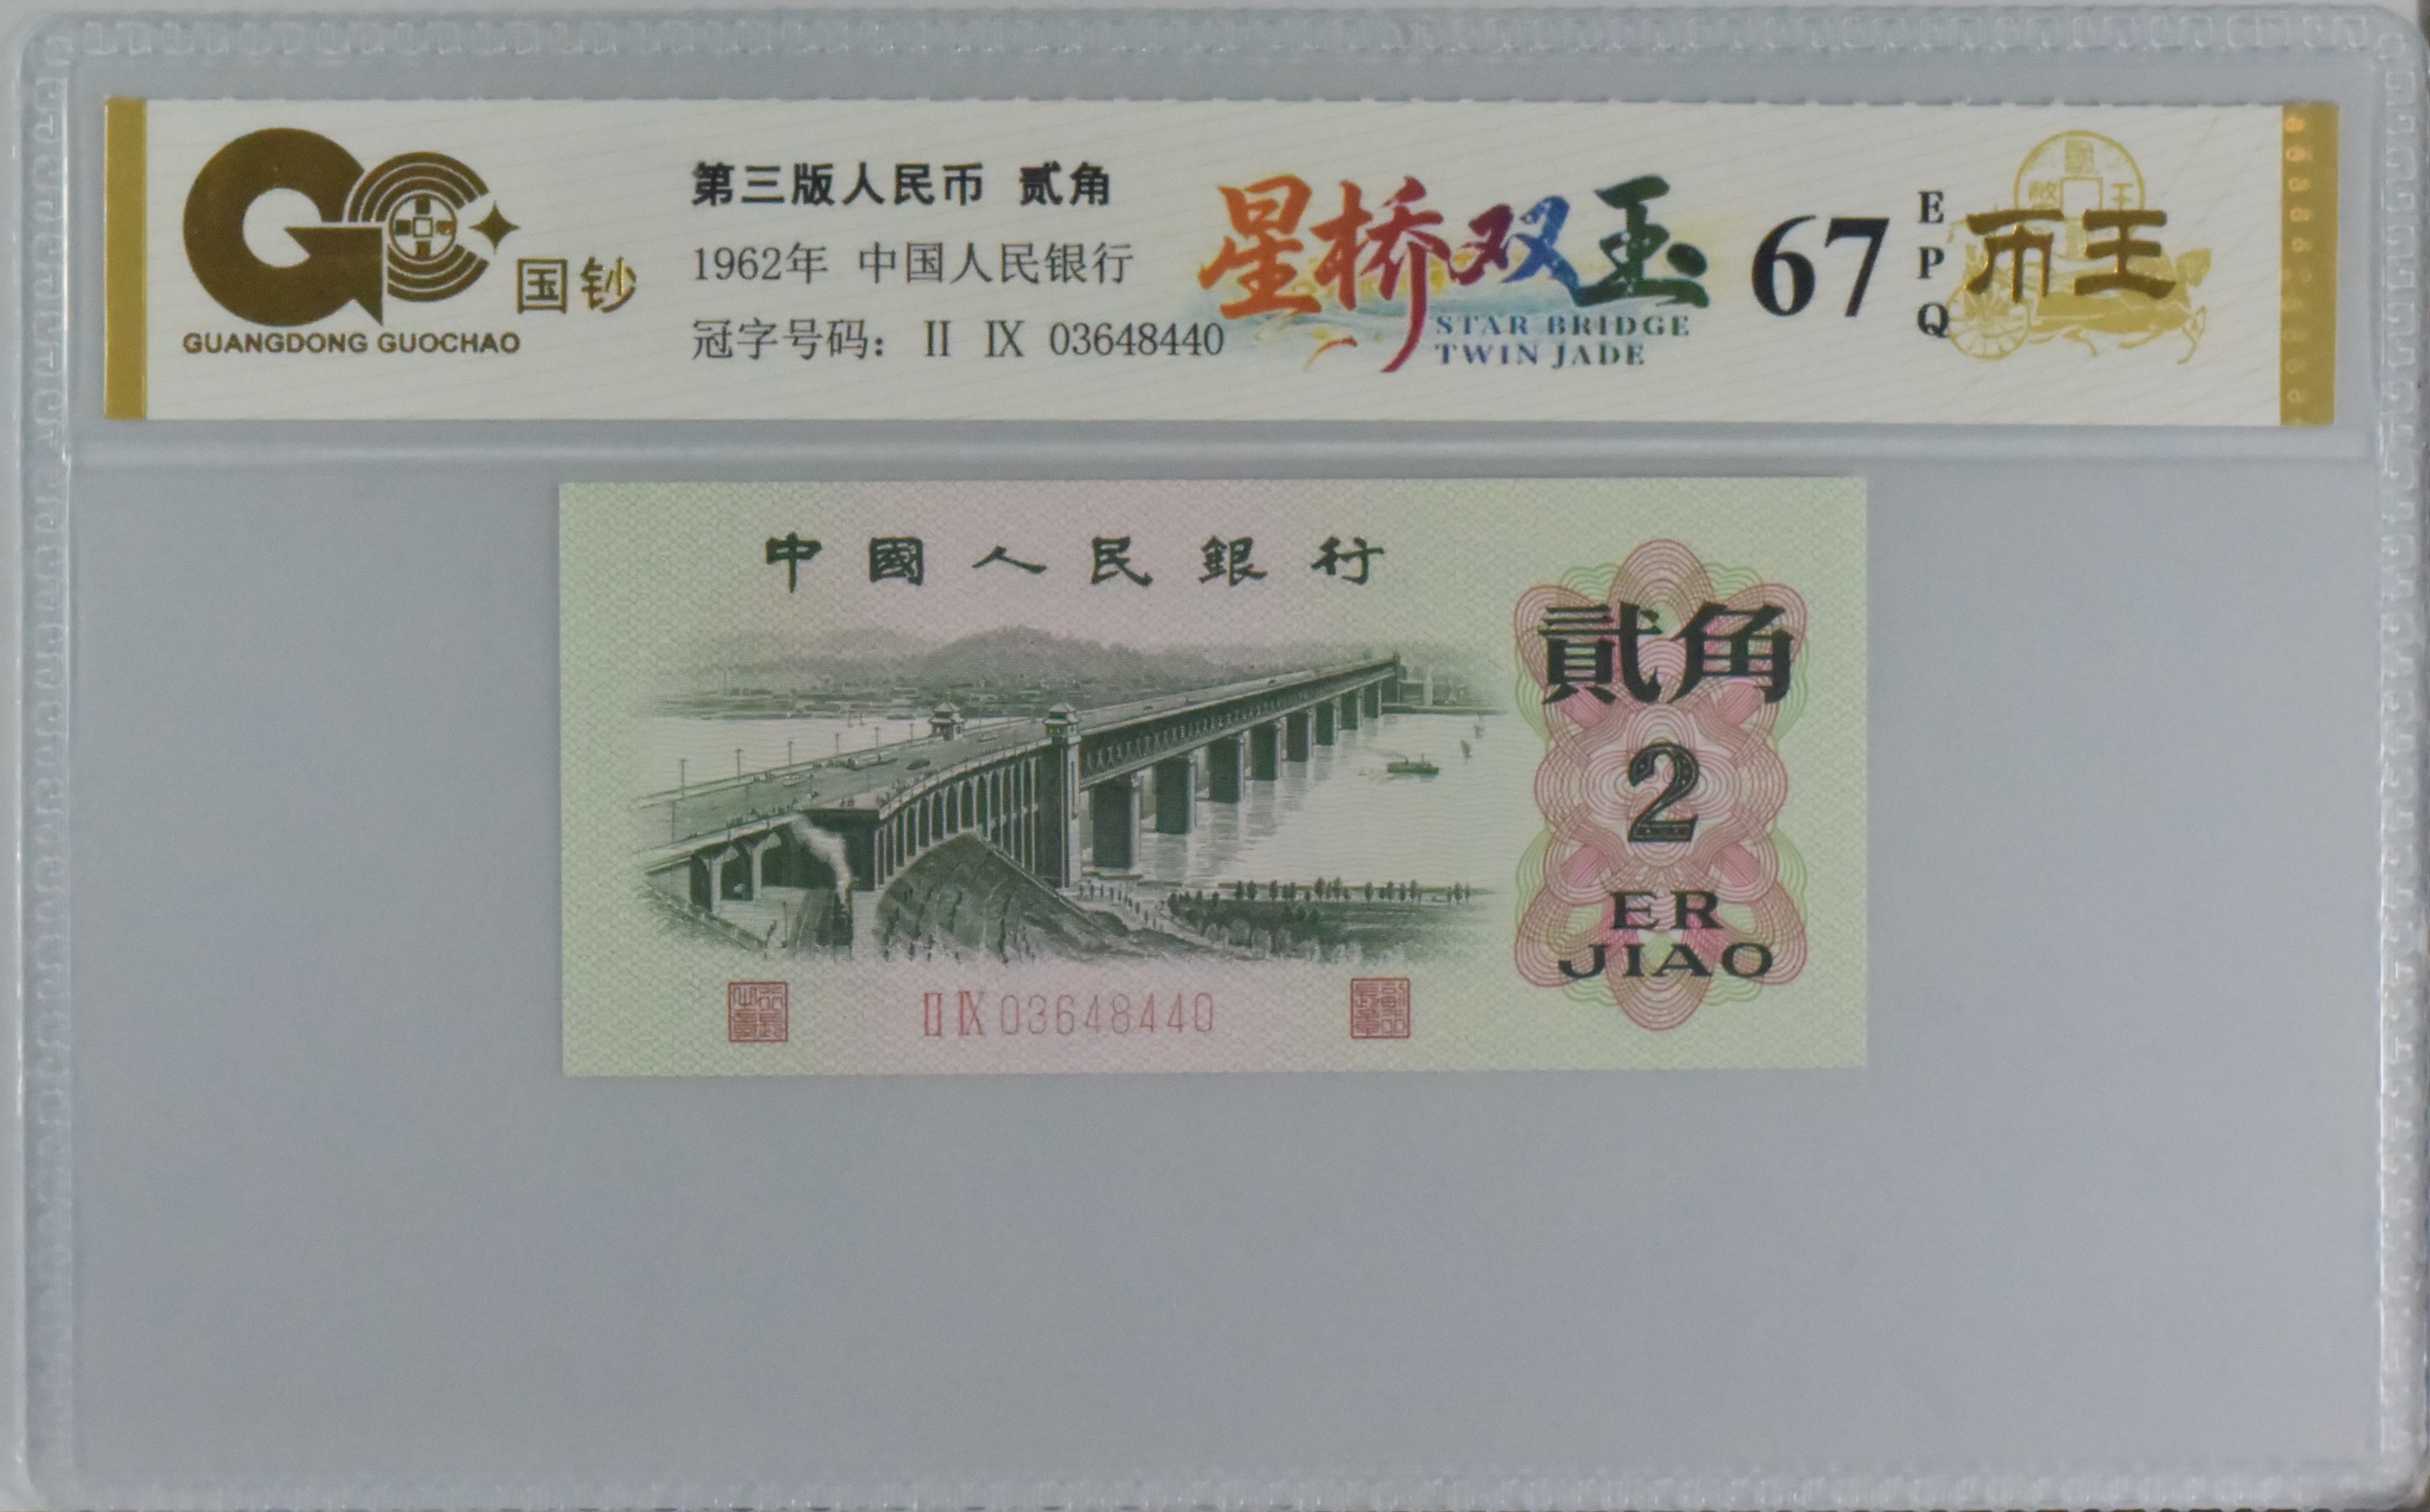 国钞
GUANGDONG GUOCHAO
第三版人民币 贰角
1962年 中国人民银行
冠字号码： Ⅱ Ⅸ 03648440
星桥双玉
STAR BRIDGE
TWIN JADE
67
E
P
Q
币王
中國人民銀行
貳角
2
ER
JIAO
Ⅱ Ⅸ 03648440